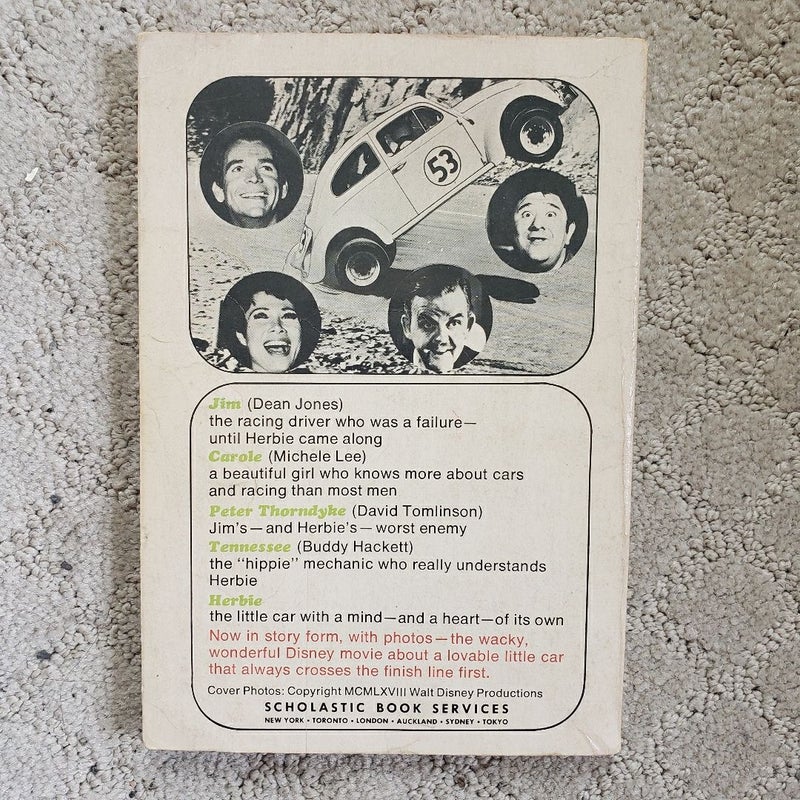 53
Jim (Dean Jones)
the racing driver who was a failure—
until Herbie came along
Carole (Michele Lee)
a beautiful girl who knows more about cars
and racing than most men
Peter Thorndyke (David Tomlinson)
Jim's—and Herbie's—worst enemy
Tennessee (Buddy Hackett)
the "hippie" mechanic who really understands
Herbie
Herbie
the little car with a mind—and a heart—of its own
Now in story form, with photos—the wacky,
wonderful Disney movie about a lovable little car
that always crosses the finish line first.
Cover Photos: Copyright MCMLXVIII Walt Disney Productions
SCHOLASTIC BOOK SERVICES
NEW YORK • TORONTO • LONDON • AUCKLAND • SYDNEY • TOKYO